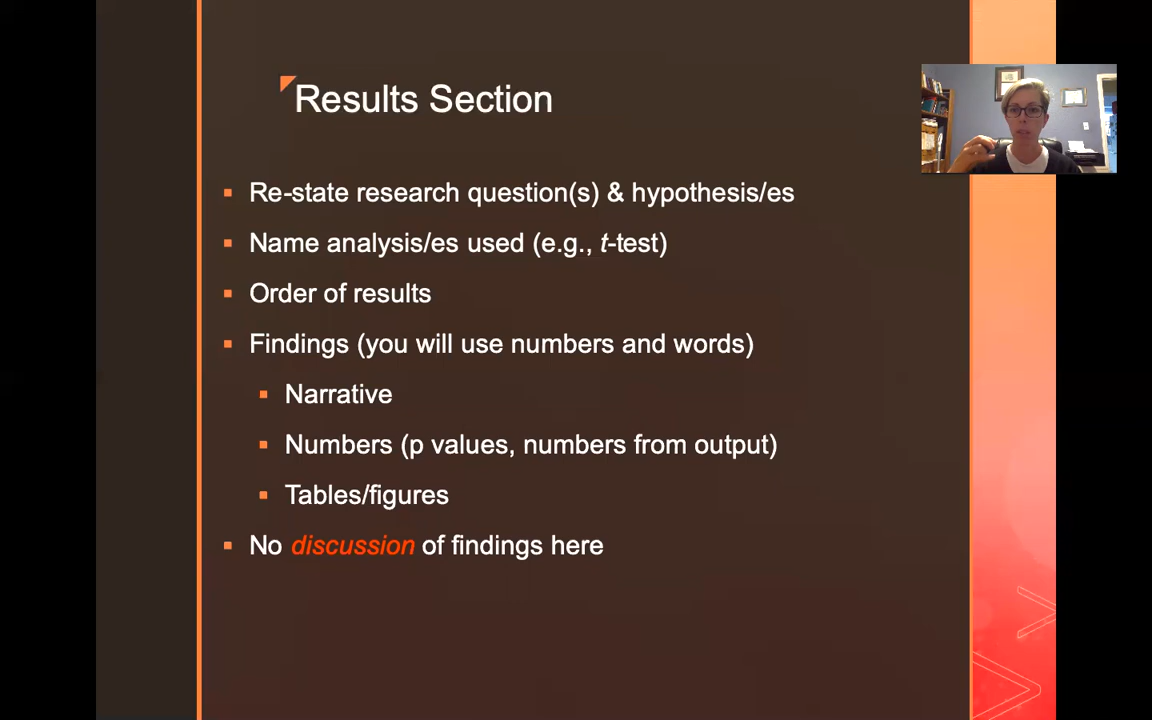 Results Section
Re-state research question(s) & hypothesis/es
Name analysis/es used (e.g., t-test)
Order of results
Findings (you will use numbers and words)
Narrative
Numbers (p values, numbers from output)
Tables/figures
No discussion of findings here